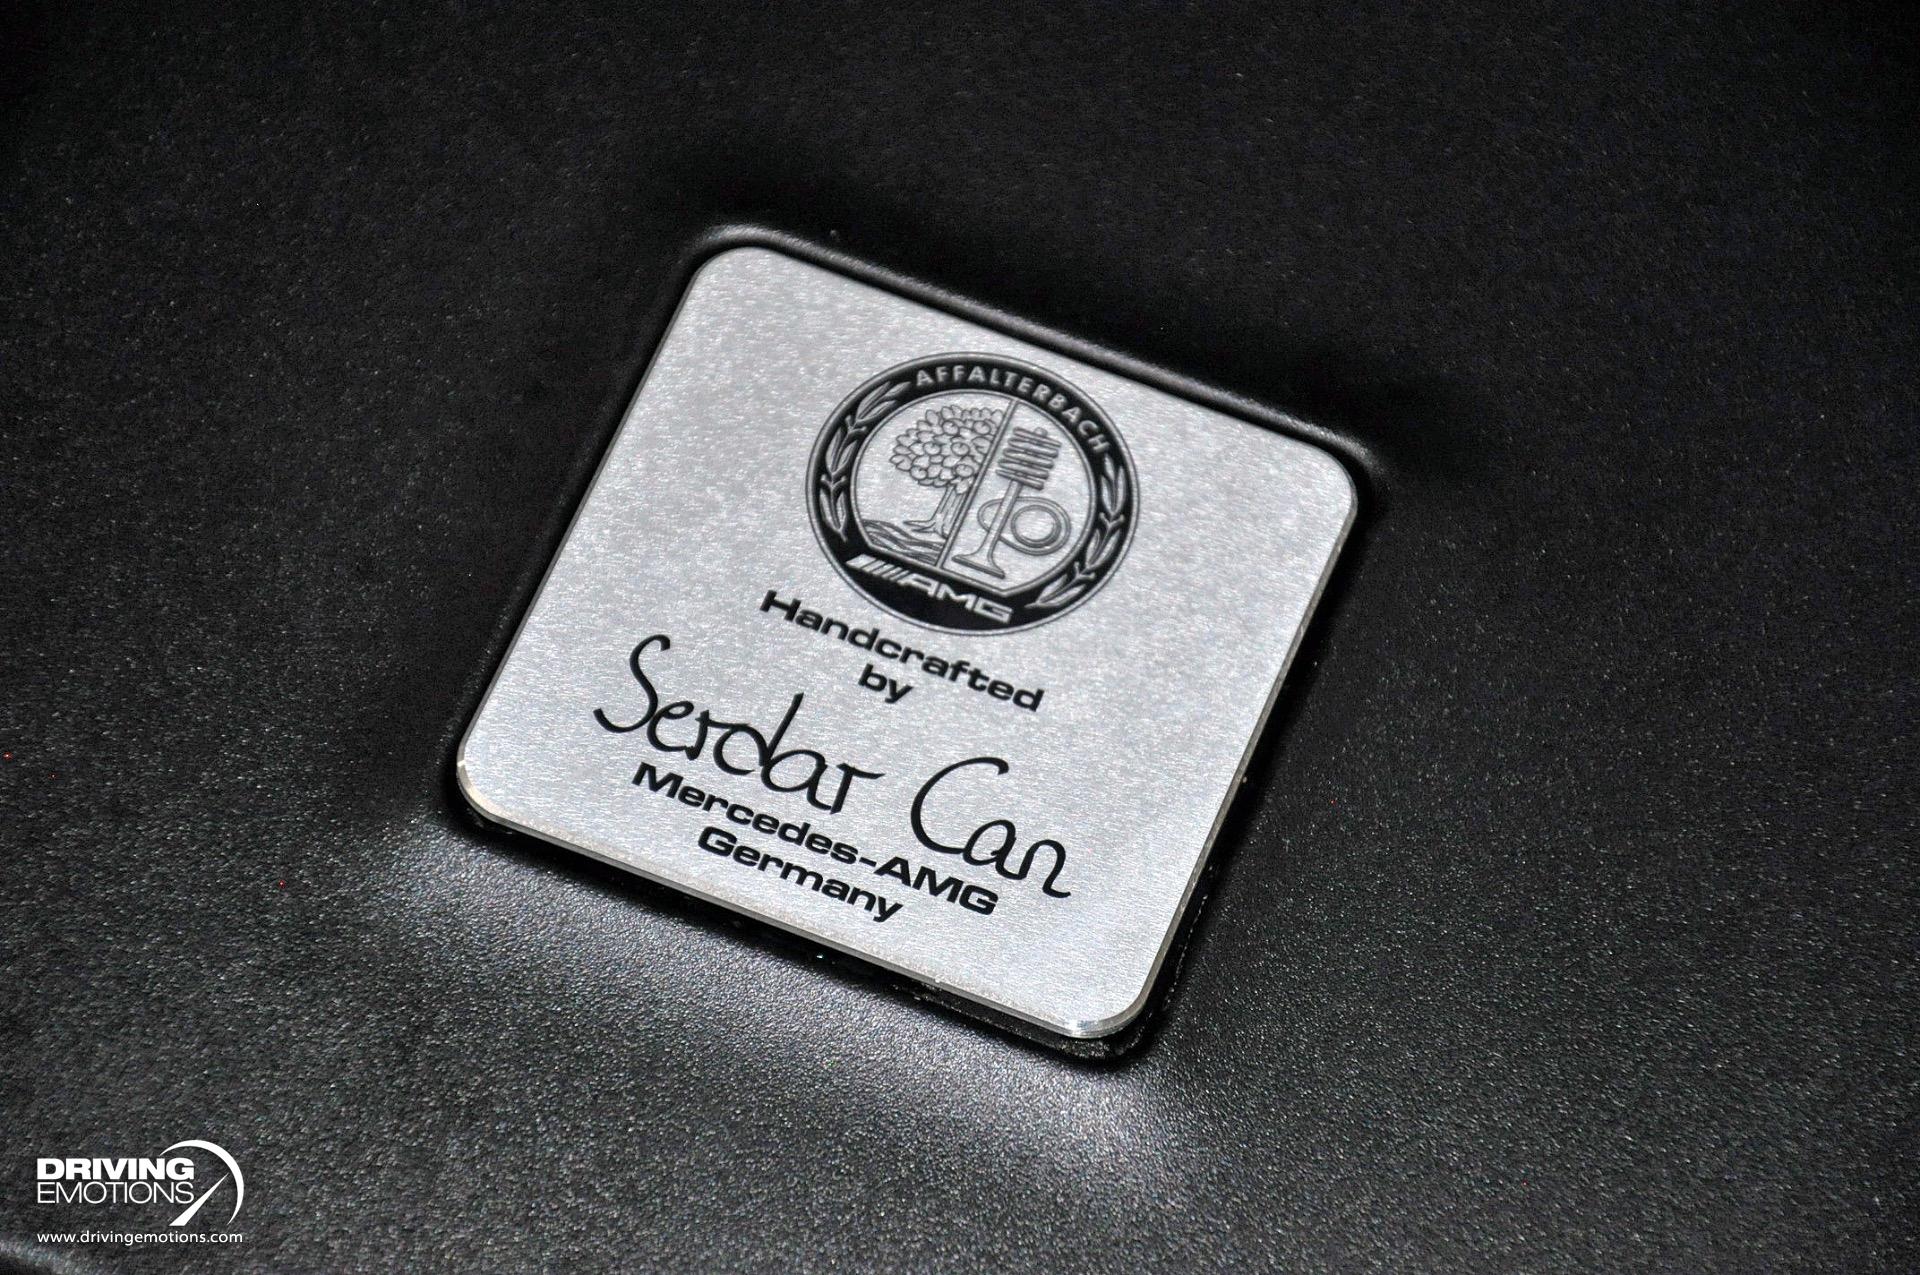 AFFALTERBACH
AMG
Handcrafted
by
Serdar Can
Mercedes-AMG
Germany
DRIVING
EMOTIONS
www.drivingemotions.com